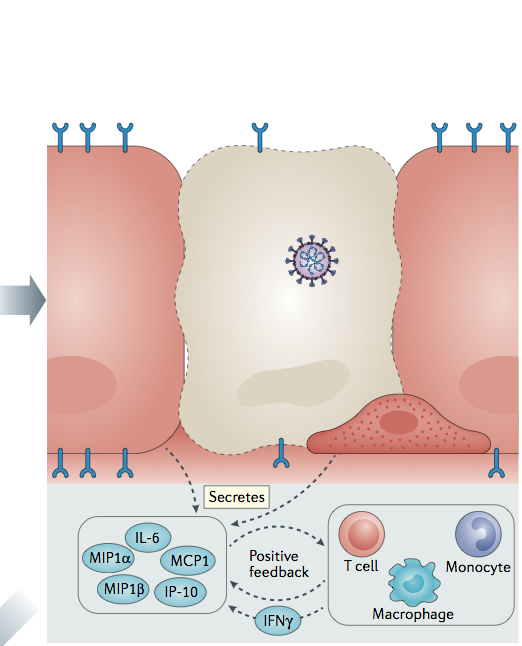 Secretes
IL-6
MIP1α
MCP1
MIP1β
IP-10
Positive
feedback
IFNγ
T cell
Monocyte
Macrophage